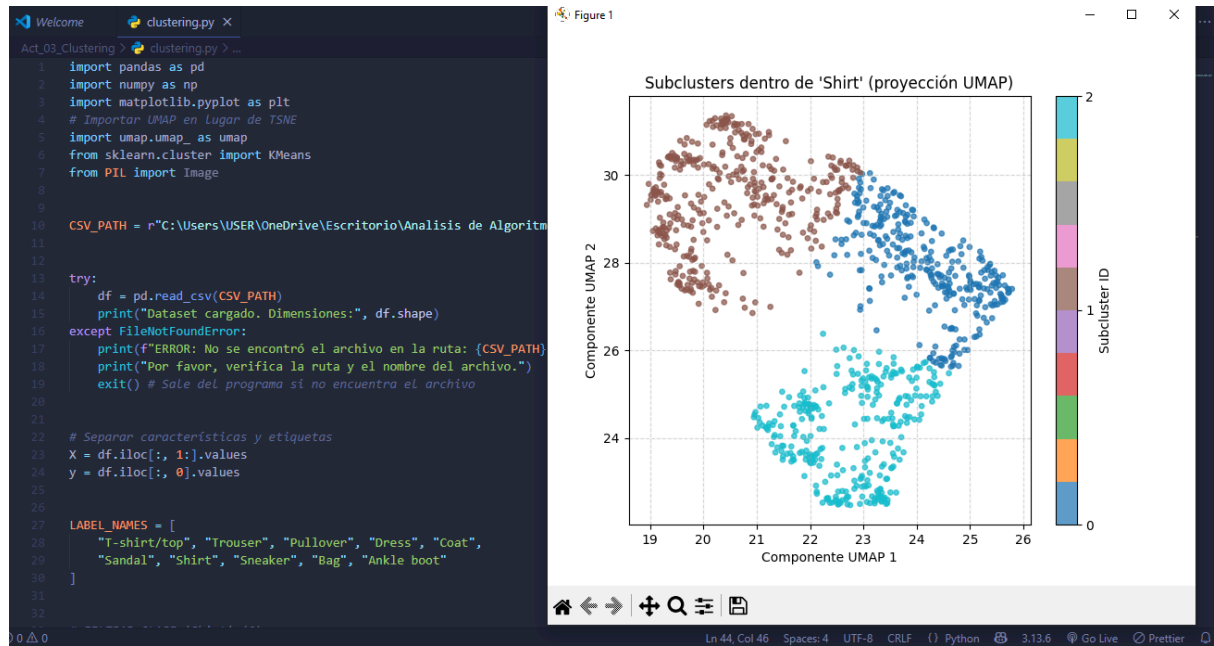 Welcome
clustering.py
Act_03_Clustering > clustering.py > ...
1 import pandas as pd
2 import numpy as np
3 import matplotlib.pyplot as plt
4 # Importar UMAP en lugar de TSNE
5 import umap.umap_ as umap
6 from sklearn.cluster import KMeans
7 from PIL import Image
8
9
10 CSV_PATH = r"C:\Users\USER\OneDrive\Escritorio\Analisis de Algoritm
11
12
13 try:
14 df = pd.read_csv(CSV_PATH)
15 print("Dataset cargado. Dimensiones:", df.shape)
16 except FileNotFoundError:
17 print(f"ERROR: No se encontró el archivo en la ruta: {CSV_PATH}
18 print("Por favor, verifica la ruta y el nombre del archivo.")
19 exit() # Sale del programa si no encuentra el archivo
20
21
22 # Separar características y etiquetas
23 X = df.iloc[:, 1:].values
24 y = df.iloc[:, 0].values
25
26
27 LABEL_NAMES = [
28 "T-shirt/top", "Trouser", "Pullover", "Dress", "Coat",
29 "Sandal", "Shirt", "Sneaker", "Bag", "Ankle boot"
30 ]
31
32
Figure 1
Subclusters dentro de 'Shirt' (proyección UMAP)
30
28
26
24
Componente UMAP 2
19 20 21 22 23 24 25 26
Componente UMAP 1
2
1
0
Subcluster ID
0 0
Ln 44, Col 46 Spaces: 4 UTF-8 CRLF {} Python 3.13.6 Go Live Prettier